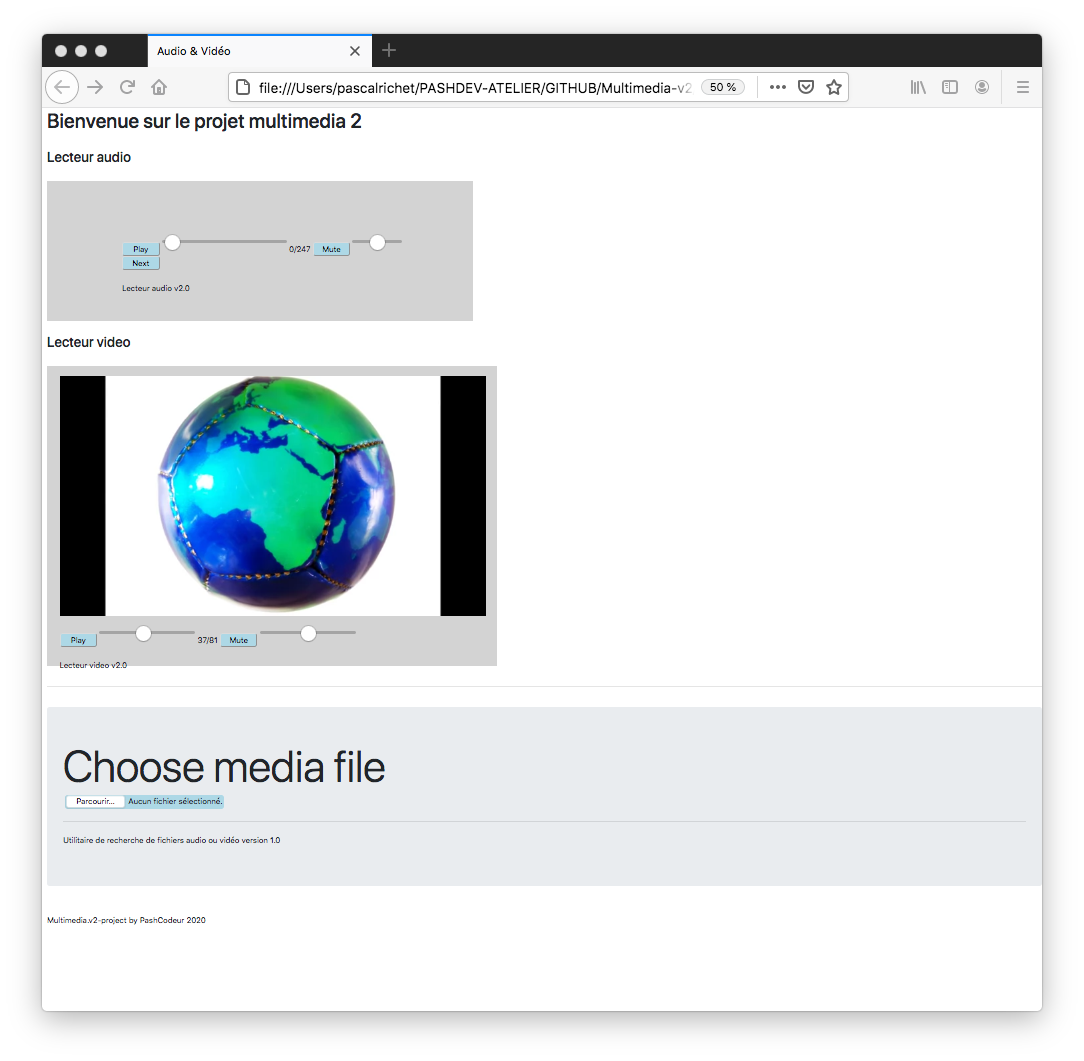 Audio & Vidéo
file:///Users/pascalrichet/PASHDEV-ATELIER/GITHUB/Multimedia-v2
50 %
Bienvenue sur le projet multimedia 2
Lecteur audio
Play 0/247 Mute
Next
Lecteur audio v2.0
Lecteur video
Play 37/81 Mute
Lecteur video v2.0
Choose media file
Parcourir... Aucun fichier sélectionné.
Utilitaire de recherche de fichiers audio ou vidéo version 1.0
Multimedia.v2-project by PashCodeur 2020